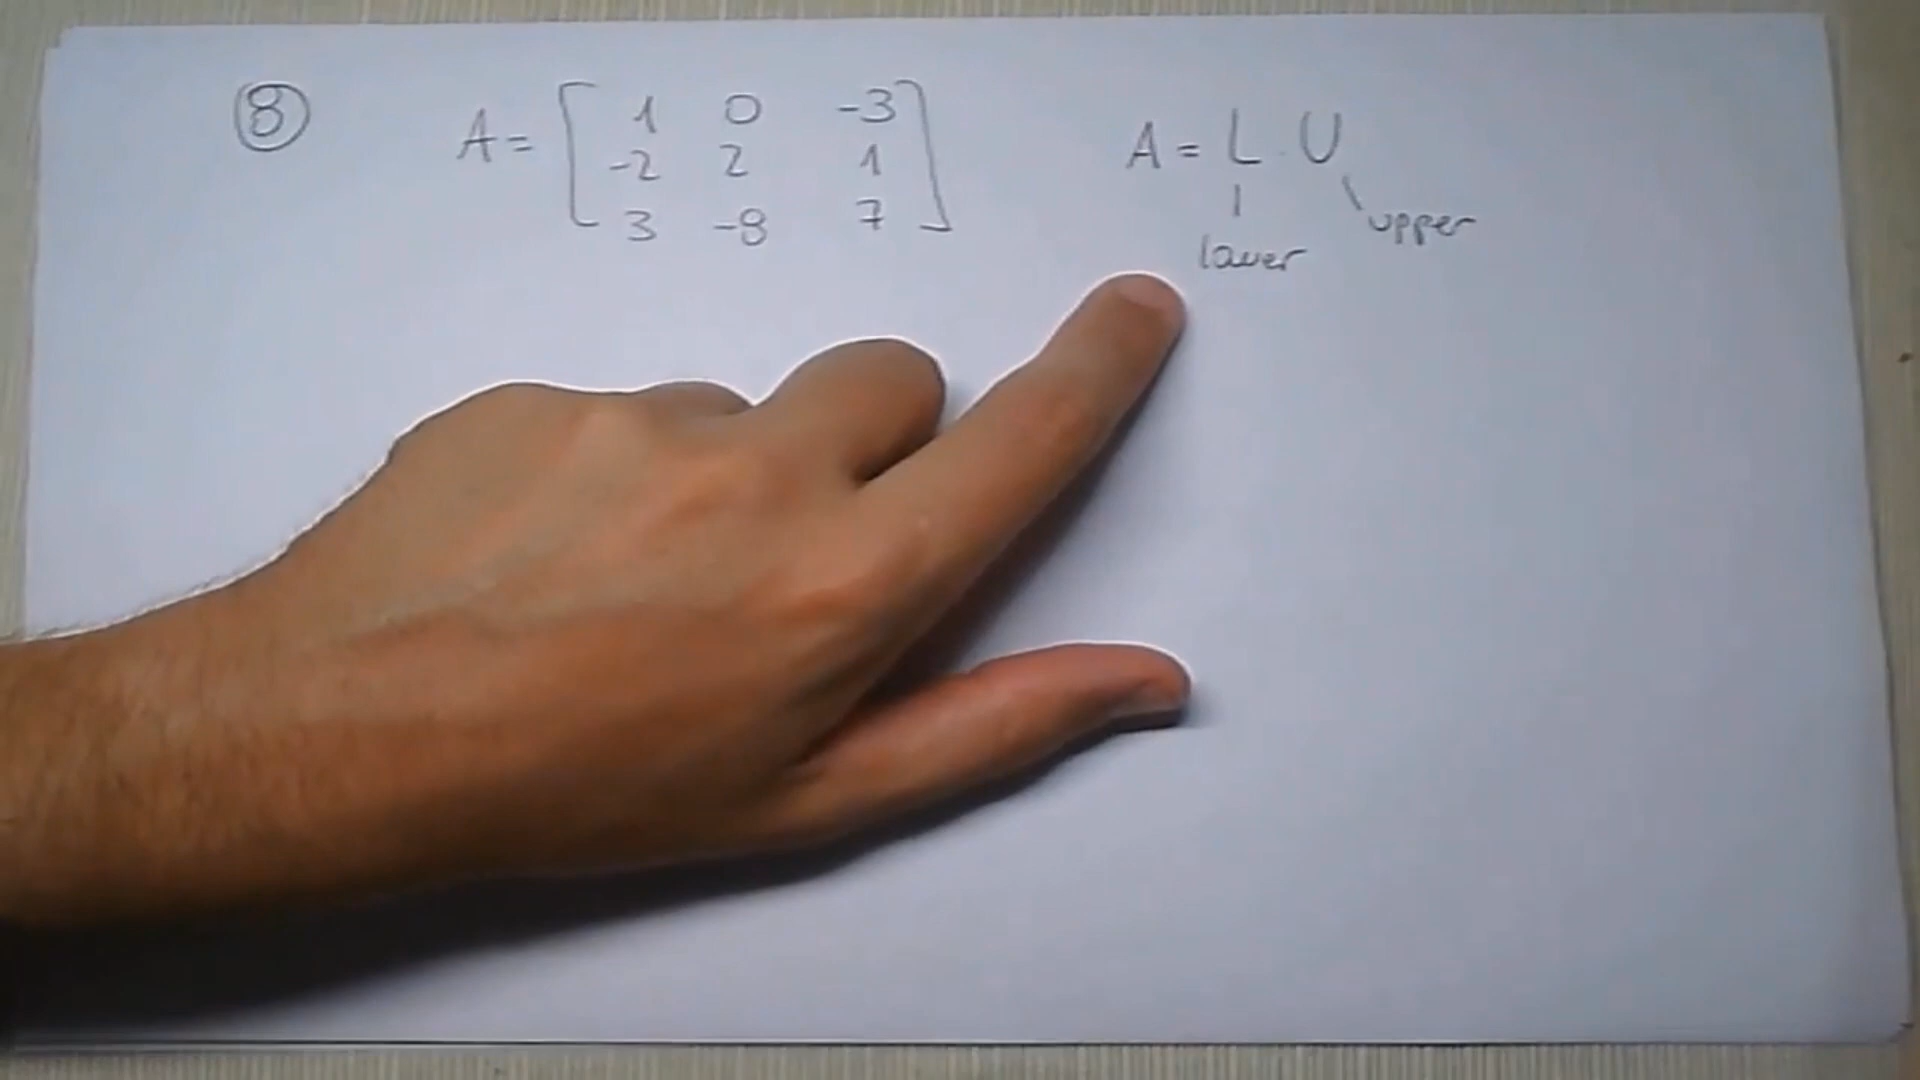 8
A = [ 1 0 -3
-2 2 1
3 -8 7 ]
A = L . U
lower
upper